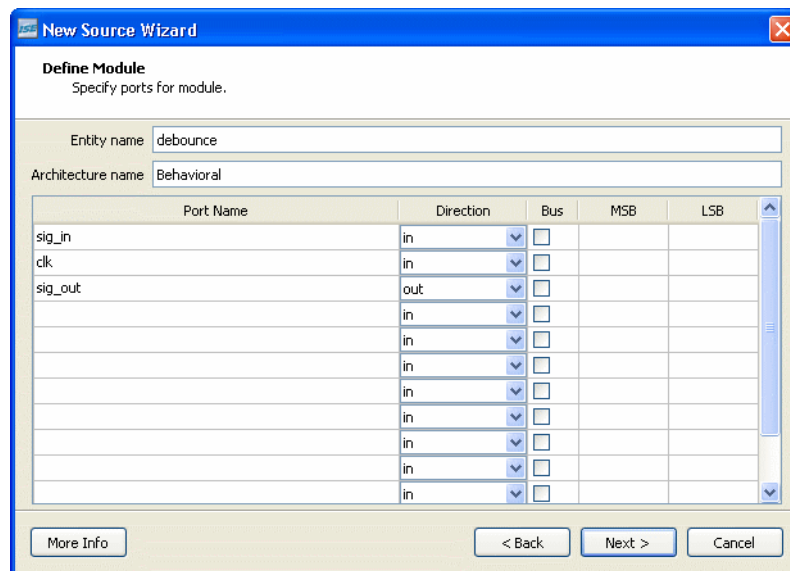 ISE New Source Wizard
Define Module
Specify ports for module.
Entity name debounce
Architecture name Behavioral
Port Name Direction Bus MSB LSB
sig_in in
clk in
sig_out out
in
in
in
in
in
in
in
in
More Info < Back Next > Cancel